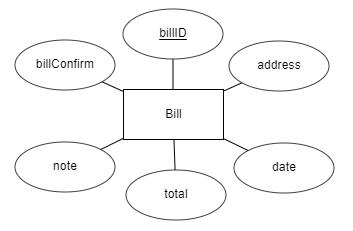 billID
billConfirm
address
Bill
note
date
total